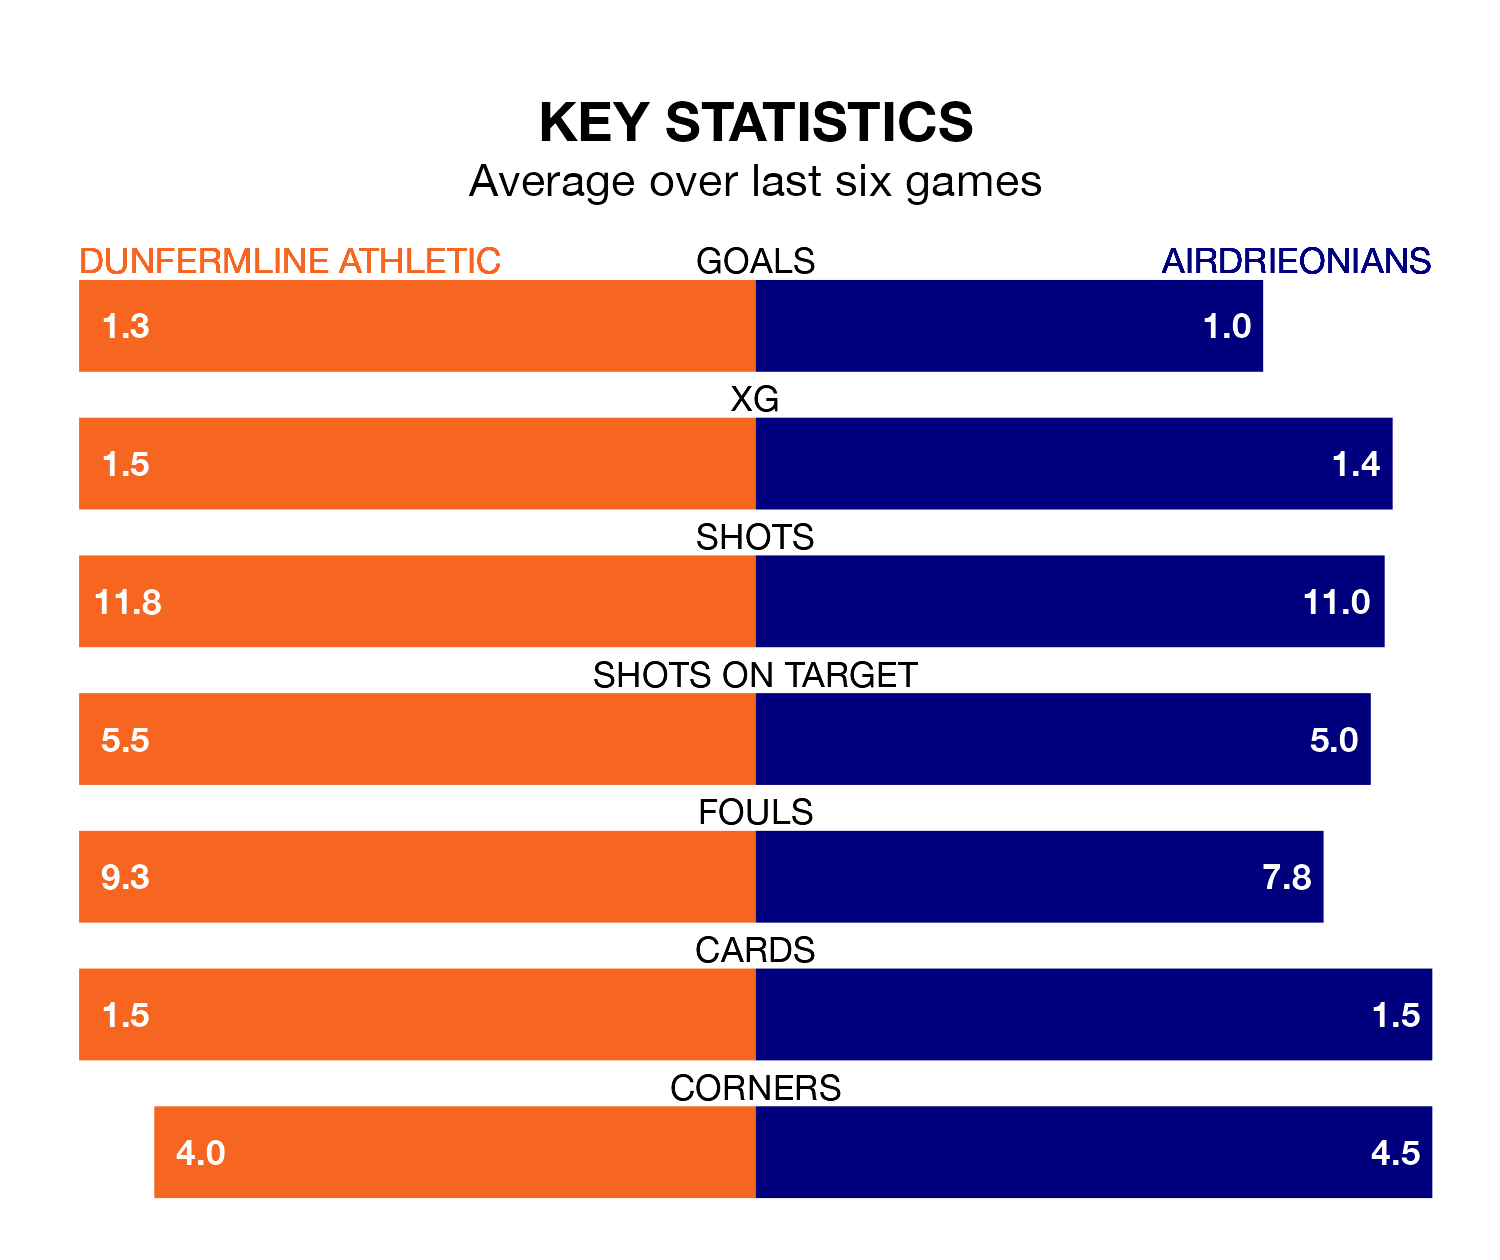 KEY STATISTICS
Average over last six games
DUNFERMLINE ATHLETIC GOALS AIRDRIEONIANS
1.3 1.0
XG
1.5 1.4
SHOTS
11.8 11.0
SHOTS ON TARGET
5.5 5.0
FOULS
9.3 7.8
CARDS
1.5 1.5
CORNERS
4.0 4.5